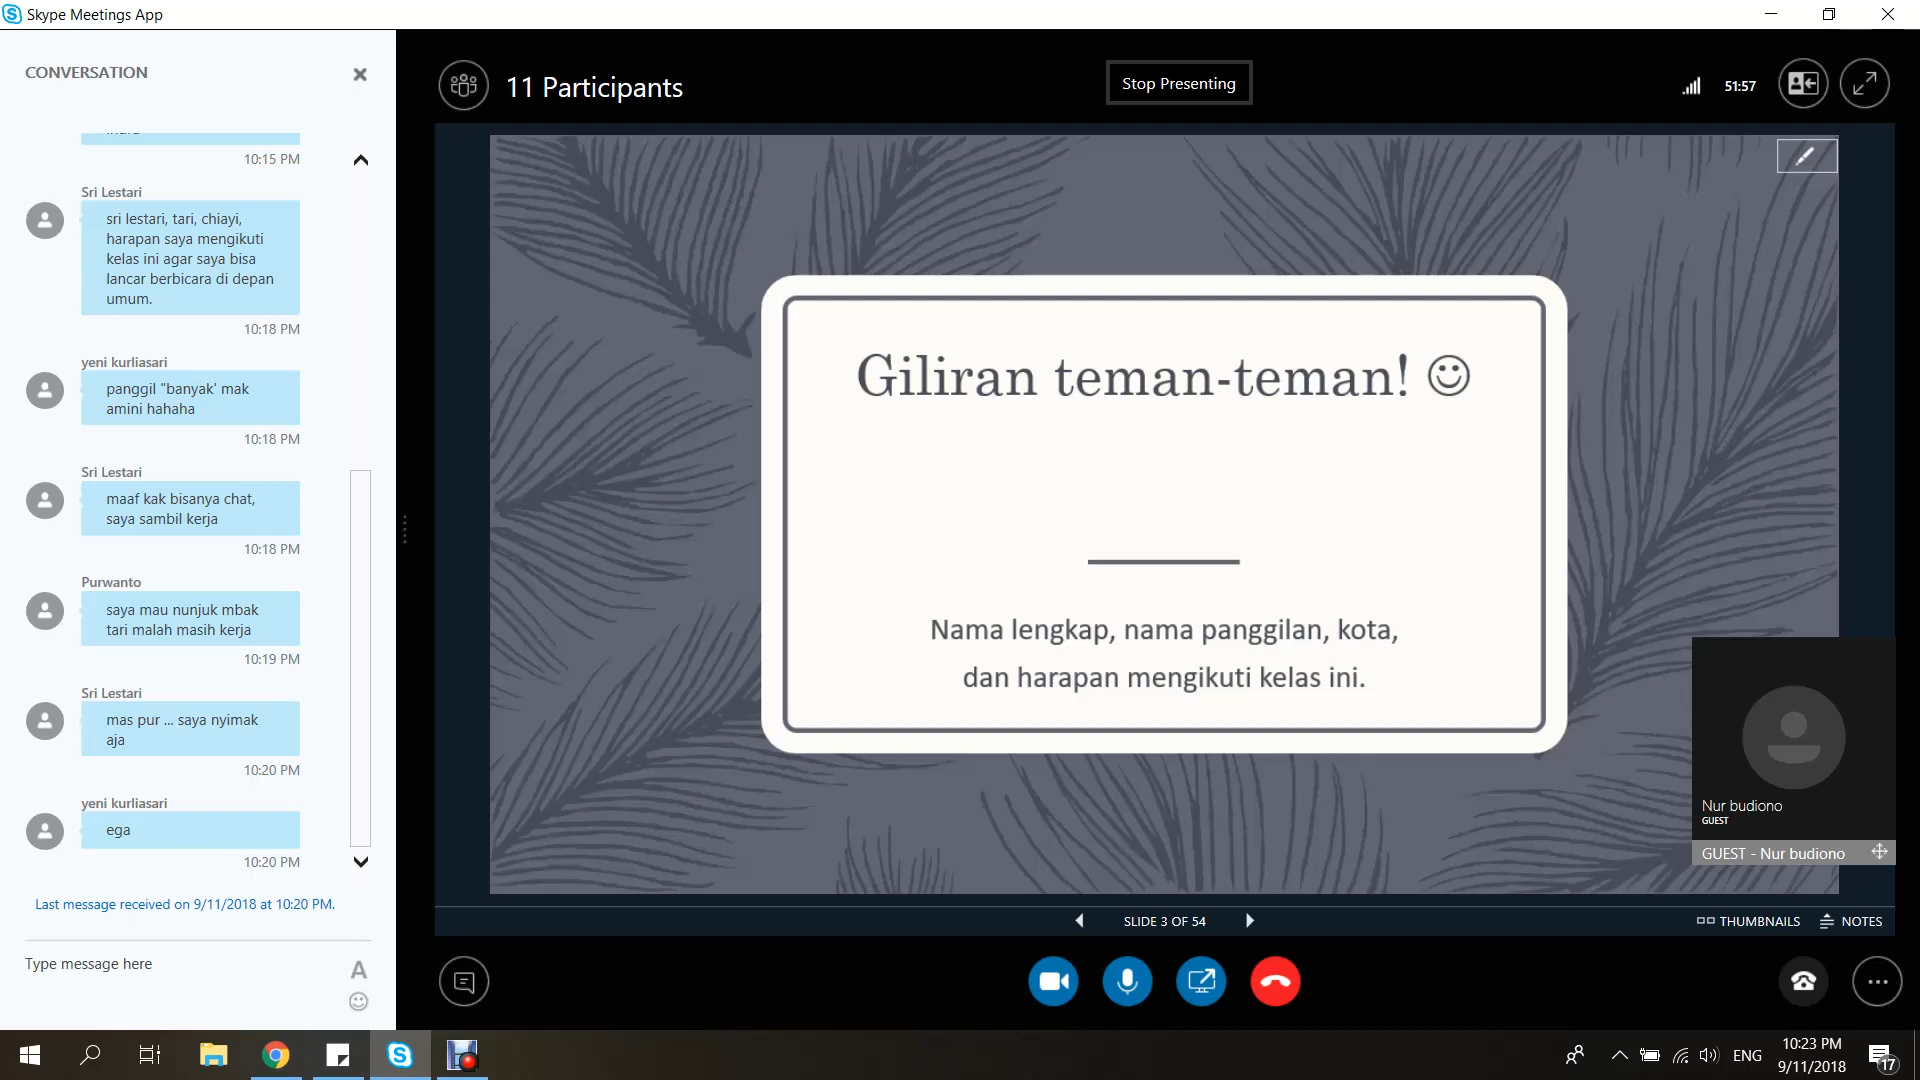 Skype Meetings App
CONVERSATION
10:15 PM
Sri Lestari
sri lestari, tari, chiayi,
harapan saya mengikuti
kelas ini agar saya bisa
lancar berbicara di depan
umum.
10:18 PM
yeni kurliasari
panggil "banyak' mak
amini hahaha
10:18 PM
Sri Lestari
maaf kak bisanya chat,
saya sambil kerja
10:18 PM
Purwanto
saya mau nunjuk mbak
tari malah masih kerja
10:19 PM
Sri Lestari
mas pur ... saya nyimak
aja
10:20 PM
yeni kurliasari
ega
10:20 PM
Last message received on 9/11/2018 at 10:20 PM.
Type message here
A
11 Participants
Stop Presenting
51:57
Giliran teman-teman! ☺
Nama lengkap, nama panggilan, kota,
dan harapan mengikuti kelas ini.
Nur budiono
GUEST
GUEST - Nur budiono
SLIDE 3 OF 54
THUMBNAILS
NOTES
ENG
10:23 PM
9/11/2018
17